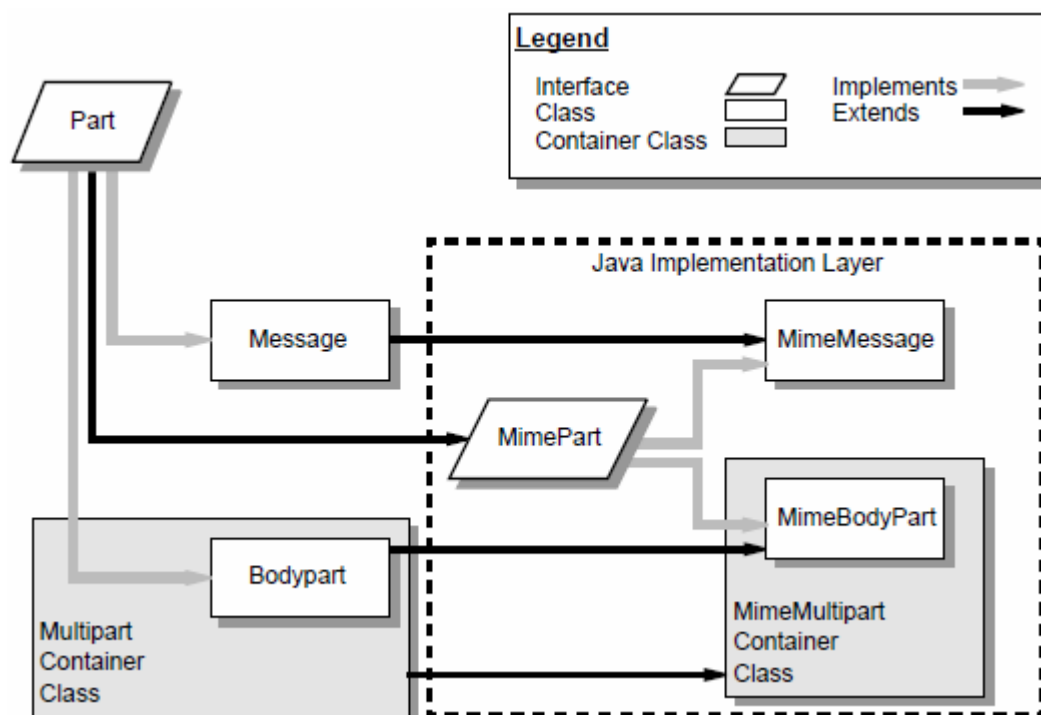 Legend
Interface
Implements
Class
Extends
Container Class
Part
Java Implementation Layer
Message
MimeMessage
MimePart
MimeBodyPart
Bodypart
Multipart
Container
Class
MimeMultipart
Container
Class